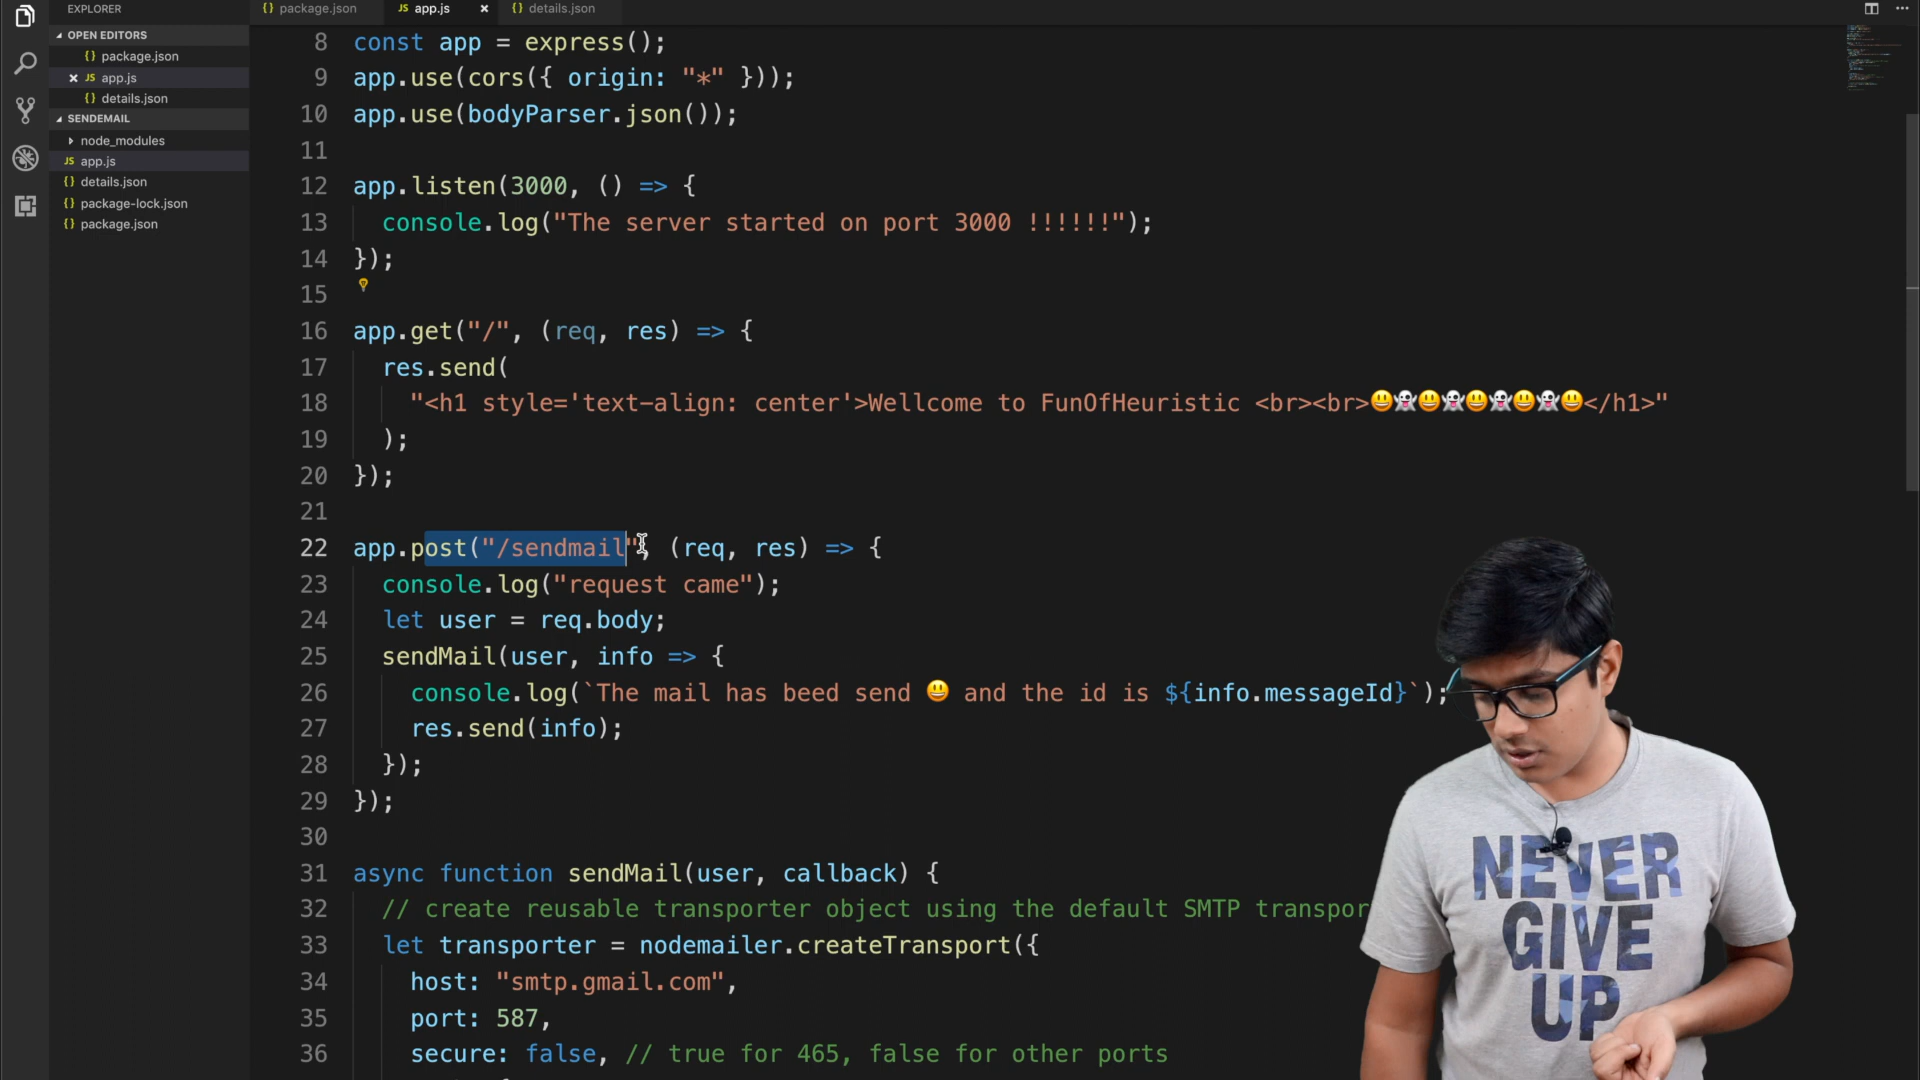 EXPLORER
OPEN EDITORS
{} package.json
JS app.js
{} details.json
SENDEMAIL
node_modules
JS app.js
{} details.json
{} package-lock.json
{} package.json
{} package.json
JS app.js
{} details.json
8 const app = express();
9 app.use(cors({ origin: "*" }));
10 app.use(bodyParser.json());
11
12 app.listen(3000, () => {
13 console.log("The server started on port 3000 !!!!!!");
14 });
15
16 app.get("/", (req, res) => {
17 res.send(
18 "<h1 style='text-align: center'>Wellcome to FunOfHeuristic <br><br>😃👻😃👻😃👻😃👻😃</h1>"
19 );
20 });
21
22 app.post("/sendmail", (req, res) => {
23 console.log("request came");
24 let user = req.body;
25 sendMail(user, info => {
26 console.log(`The mail has beed send 😃 and the id is ${info.messageId}`);
27 res.send(info);
28 });
29 });
30
31 async function sendMail(user, callback) {
32 // create reusable transporter object using the default SMTP transpor
33 let transporter = nodemailer.createTransport({
34 host: "smtp.gmail.com",
35 port: 587,
36 secure: false, // true for 465, false for other ports
NEVER
GIVE
UP